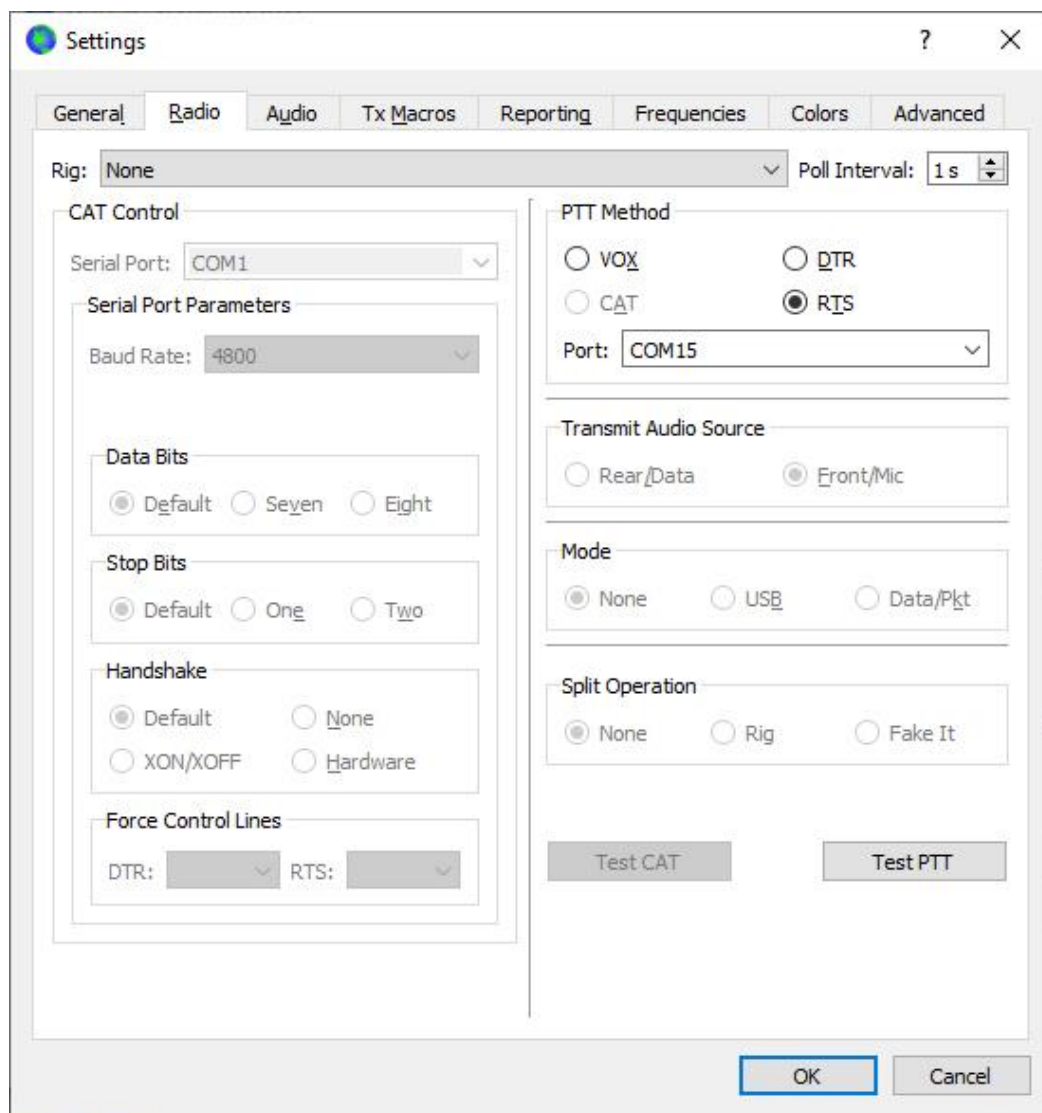 Settings
General Radio Audio Tx Macros Reporting Frequencies Colors Advanced
Rig: None Poll Interval: 1 s
CAT Control
Serial Port: COM1
Serial Port Parameters
Baud Rate: 4800
Data Bits
Default Seven Eight
Stop Bits
Default One Two
Handshake
Default None
XON/XOFF Hardware
Force Control Lines
DTR: RTS:
PTT Method
VOX DTR
CAT RTS
Port: COM15
Transmit Audio Source
Rear/Data Front/Mic
Mode
None USB Data/Pkt
Split Operation
None Rig Fake It
Test CAT Test PTT
OK Cancel